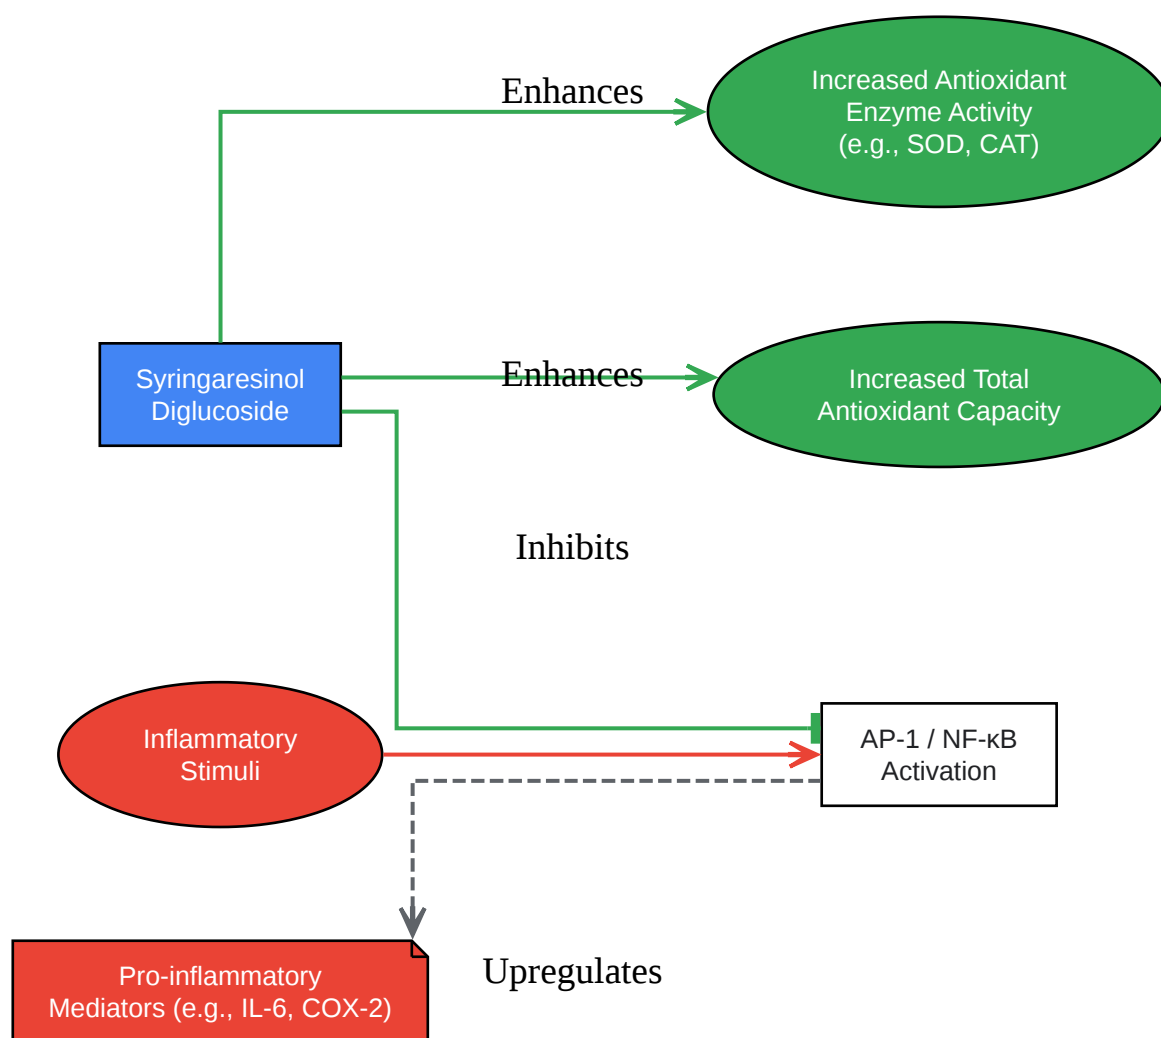 Enhances
Increased Antioxidant
Enzyme Activity
(e.g., SOD, CAT)
Syringaresinol
Diglucoside
Enhances
Increased Total
Antioxidant Capacity
Inhibits
Inflammatory
Stimuli
AP-1 / NF-κB
Activation
Pro-inflammatory
Mediators (e.g., IL-6, COX-2)
Upregulates